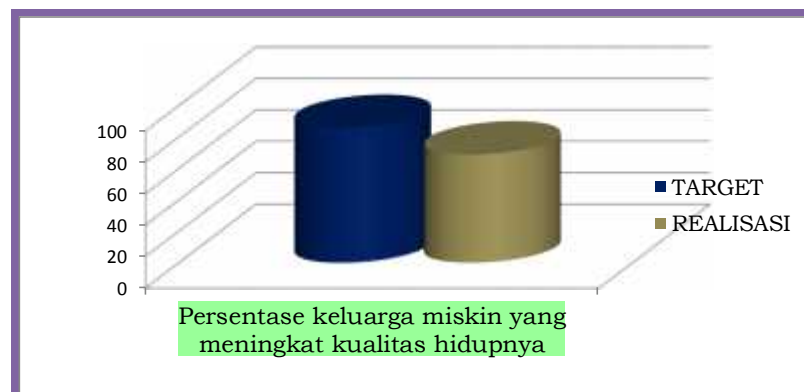 100
80
60
40
20
0
TARGET
REALISASI
Persentase keluarga miskin yang
meningkat kualitas hidupnya